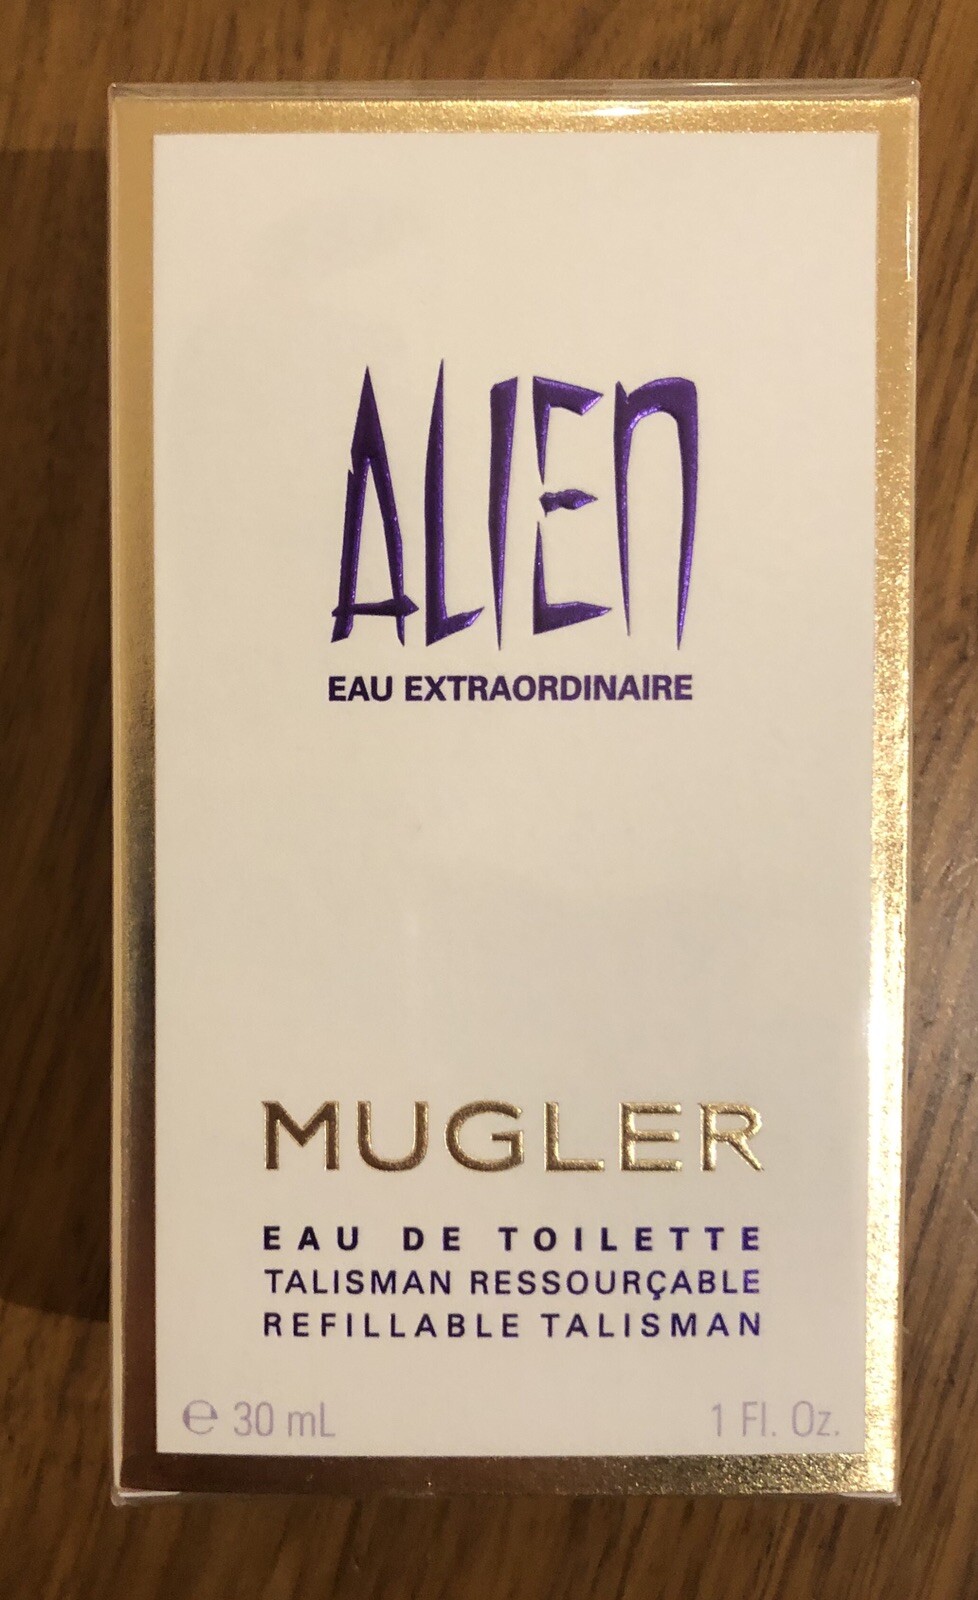 ALIEN
EAU EXTRAORDINAIRE
MUGLER
EAU DE TOILETTE
TALISMAN RESSOURÇABLE
REFILLABLE TALISMAN
℮ 30 mL 1 Fl. Oz.